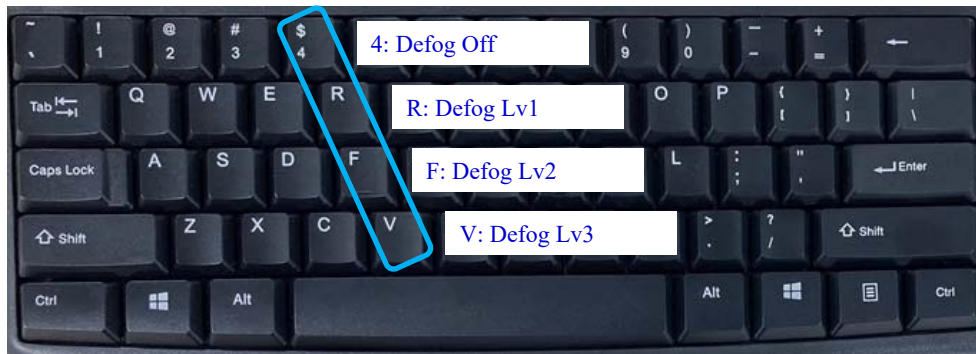 ~ ! @ # $ ( ) — +
` 1 2 3 4 4: Defog Off 9 0 – =
Tab Q W E R R: Defog Lv1 O P { } |
[ ] \
Caps Lock A S D F F: Defog Lv2 L : " Enter
; '
Shift Z X C V V: Defog Lv3 > ? Shift
. /
Ctrl Alt Alt Ctrl